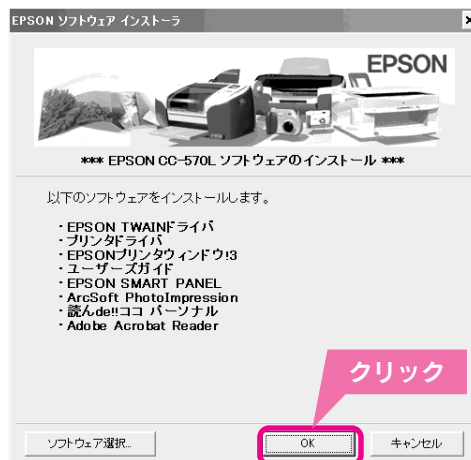 EPSON ソフトウェア インストーラ
EPSON
*** EPSON CC-570L ソフトウェアのインストール ***
以下のソフトウェアをインストールします。
・EPSON TWAINドライバ
・プリンタドライバ
・EPSONプリンタウィンドウ!3
・ユーザーズガイド
・EPSON SMART PANEL
・ArcSoft PhotoImpression
・読んde!!ココ パーソナル
・Adobe Acrobat Reader
クリック
ソフトウェア選択... OK キャンセル